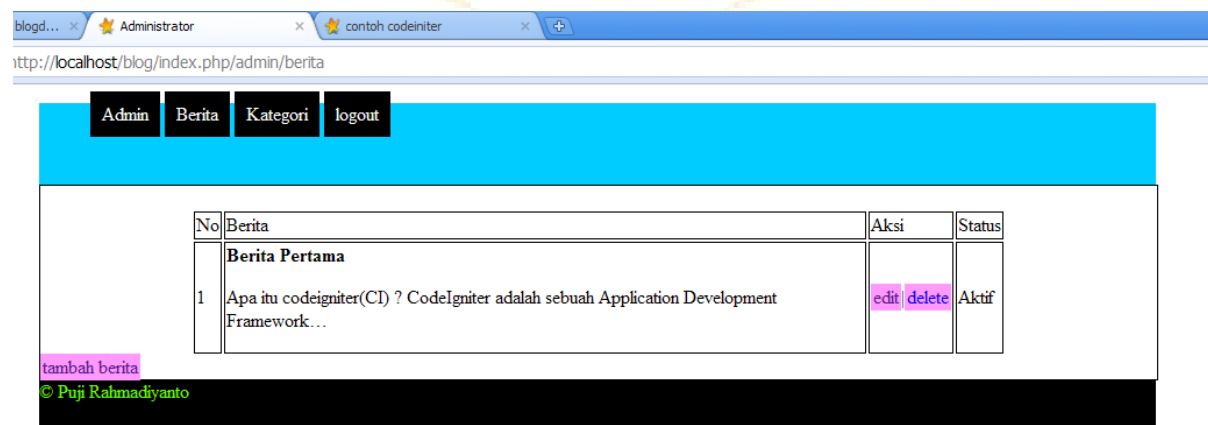 blogd... Administrator contoh codeiniter
http://localhost/blog/index.php/admin/berita
Admin Berita Kategori logout
No Berita Aksi Status
Berita Pertama
1 Apa itu codeigniter(CI) ? CodeIgniter adalah sebuah Application Development edit|delete Aktif
Framework…
tambah berita
© Puji Rahmadiyanto